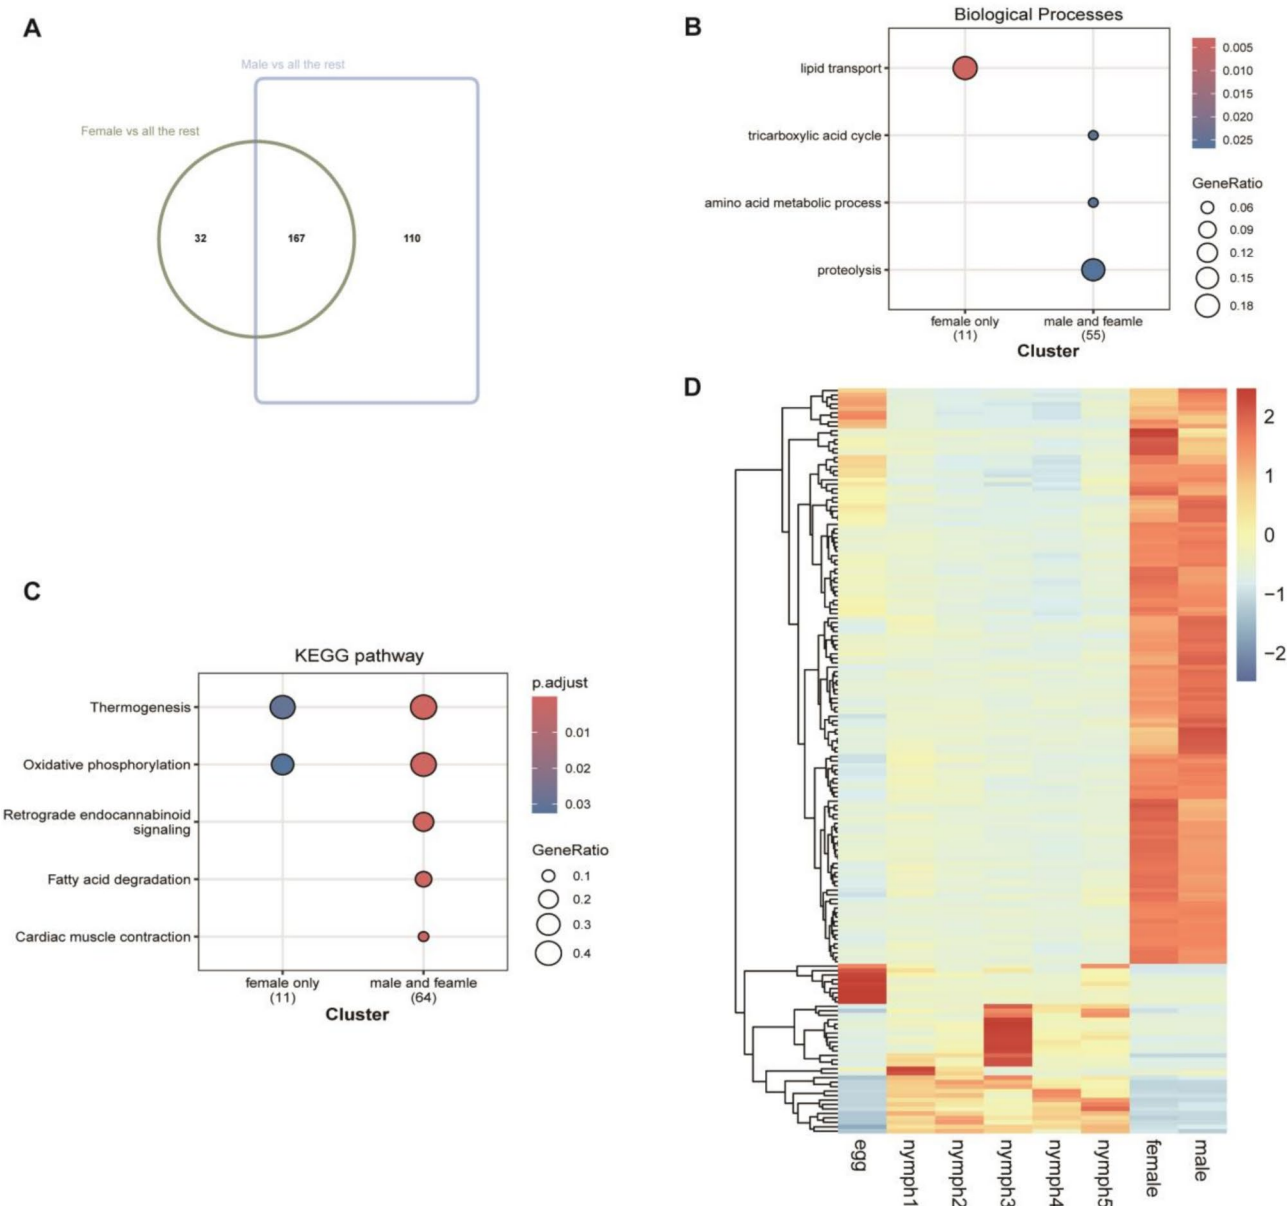 A
Male vs all the rest
Female vs all the rest
32
167
110
B
Biological Processes
lipid transport
tricarboxylic acid cycle
amino acid metabolic process
proteolysis
female only
(11)
male and feamle
(55)
Cluster
0.005
0.010
0.015
0.020
0.025
GeneRatio
0.06
0.09
0.12
0.15
0.18
C
KEGG pathway
Thermogenesis
Oxidative phosphorylation
Retrograde endocannabinoid
signaling
Fatty acid degradation
Cardiac muscle contraction
female only
(11)
male and feamle
(64)
Cluster
p.adjust
0.01
0.02
0.03
GeneRatio
0.1
0.2
0.3
0.4
D
2
1
0
−1
−2
egg
nymph1
nymph2
nymph3
nymph4
nymph5
female
male